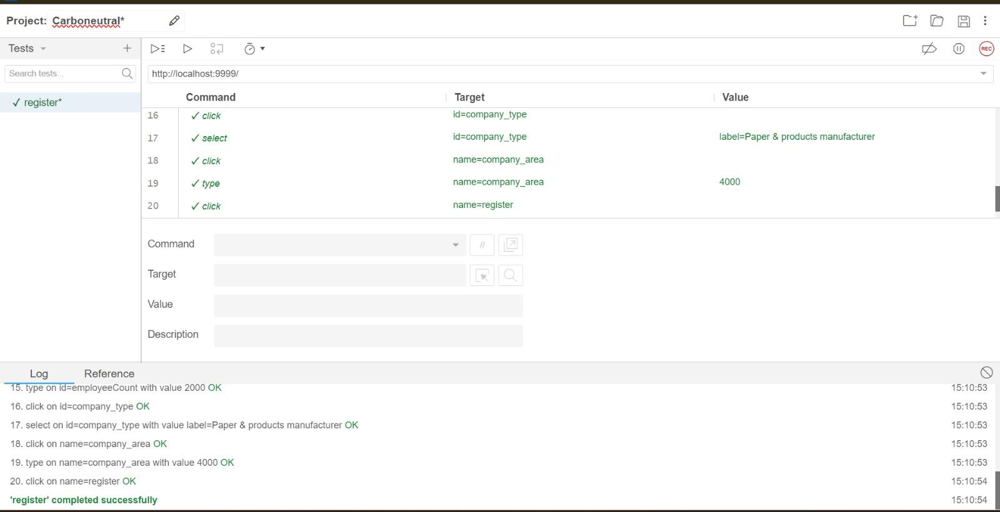 Project: Carboneutral*
Tests
Search tests...
✓ register*
REC
http://localhost:9999/
Command Target Value
16 ✓ click id=company_type
17 ✓ select id=company_type label=Paper & products manufacturer
18 ✓ click name=company_area
19 ✓ type name=company_area 4000
20 ✓ click name=register
Command //
Target
Value
Description
Log Reference
15. type on id=employeeCount with value 2000 OK 15:10:53
16. click on id=company_type OK 15:10:53
17. select on id=company_type with value label=Paper & products manufacturer OK 15:10:53
18. click on name=company_area OK 15:10:53
19. type on name=company_area with value 4000 OK 15:10:53
20. click on name=register OK 15:10:54
'register' completed successfully 15:10:54